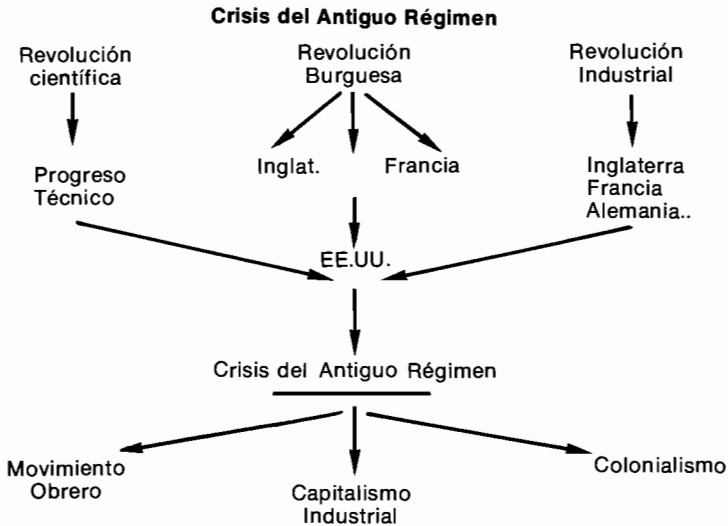 Crisis del Antiguo Régimen
Revolución
científica
Revolución
Burguesa
Revolución
Industrial
Progreso
Técnico
Inglat.
Francia
Inglaterra
Francia
Alemania..
EE.UU.
Crisis del Antiguo Régimen
Movimiento
Obrero
Capitalismo
Industrial
Colonialismo